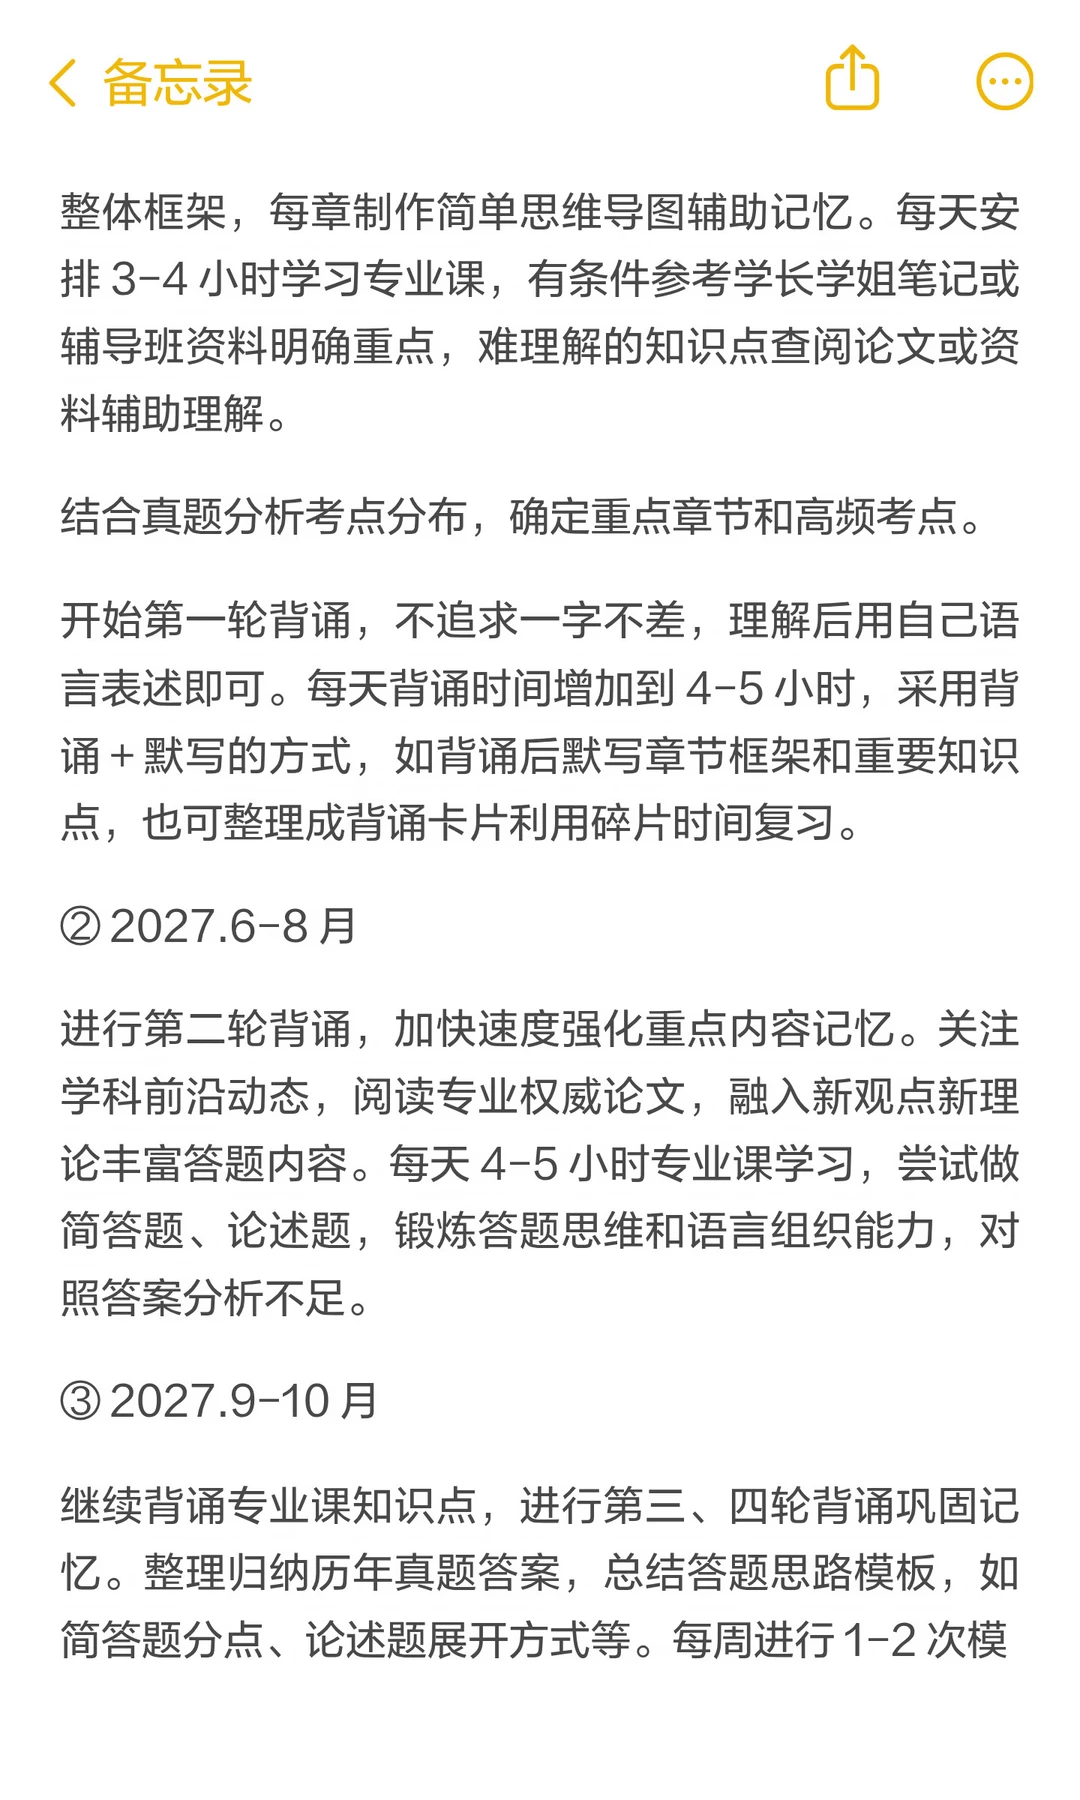 备忘录
整体框架，每章制作简单思维导图辅助记忆。每天安
排 3-4 小时学习专业课，有条件参考学长学姐笔记或
辅导班资料明确重点，难理解的知识点查阅论文或资
料辅助理解。
结合真题分析考点分布，确定重点章节和高频考点。
开始第一轮背诵，不追求一字不差，理解后用自己语
言表述即可。每天背诵时间增加到 4-5 小时，采用背
诵 + 默写的方式，如背诵后默写章节框架和重要知识
点，也可整理成背诵卡片利用碎片时间复习。
② 2027.6-8 月
进行第二轮背诵，加快速度强化重点内容记忆。关注
学科前沿动态，阅读专业权威论文，融入新观点新理
论丰富答题内容。每天 4-5 小时专业课学习，尝试做
简答题、论述题，锻炼答题思维和语言组织能力，对
照答案分析不足。
③ 2027.9-10 月
继续背诵专业课知识点，进行第三、四轮背诵巩固记
忆。整理归纳历年真题答案，总结答题思路模板，如
简答题分点、论述题展开方式等。每周进行 1-2 次模